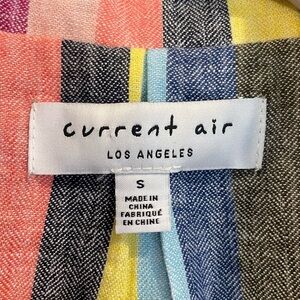 current air
LOS ANGELES
S
MADE IN
CHINA
FABRIQUÉ
EN CHINE